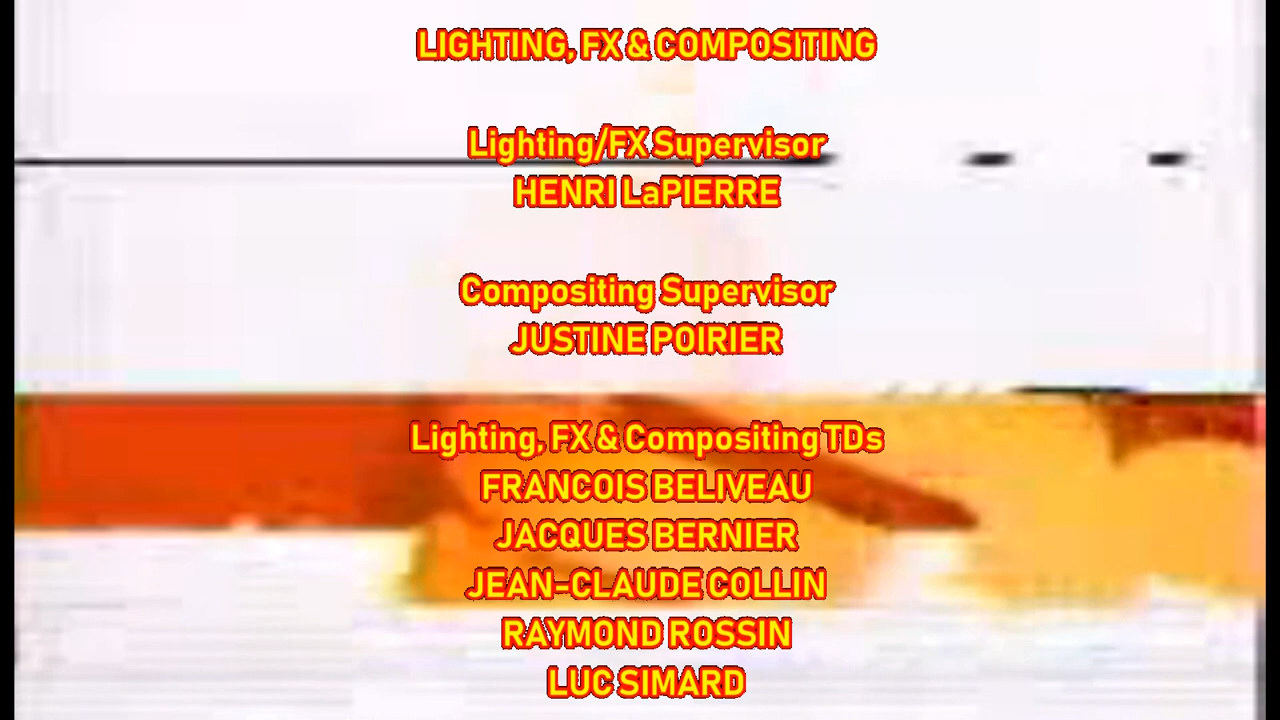 LIGHTING, FX & COMPOSITING
Lighting/FX Supervisor
HENRI LaPIERRE
Compositing Supervisor
JUSTINE POIRIER
Lighting, FX & Compositing TDs
FRANCOIS BELIVEAU
JACQUES BERNIER
JEAN-CLAUDE COLLIN
RAYMOND ROSSIN
LUC SIMARD